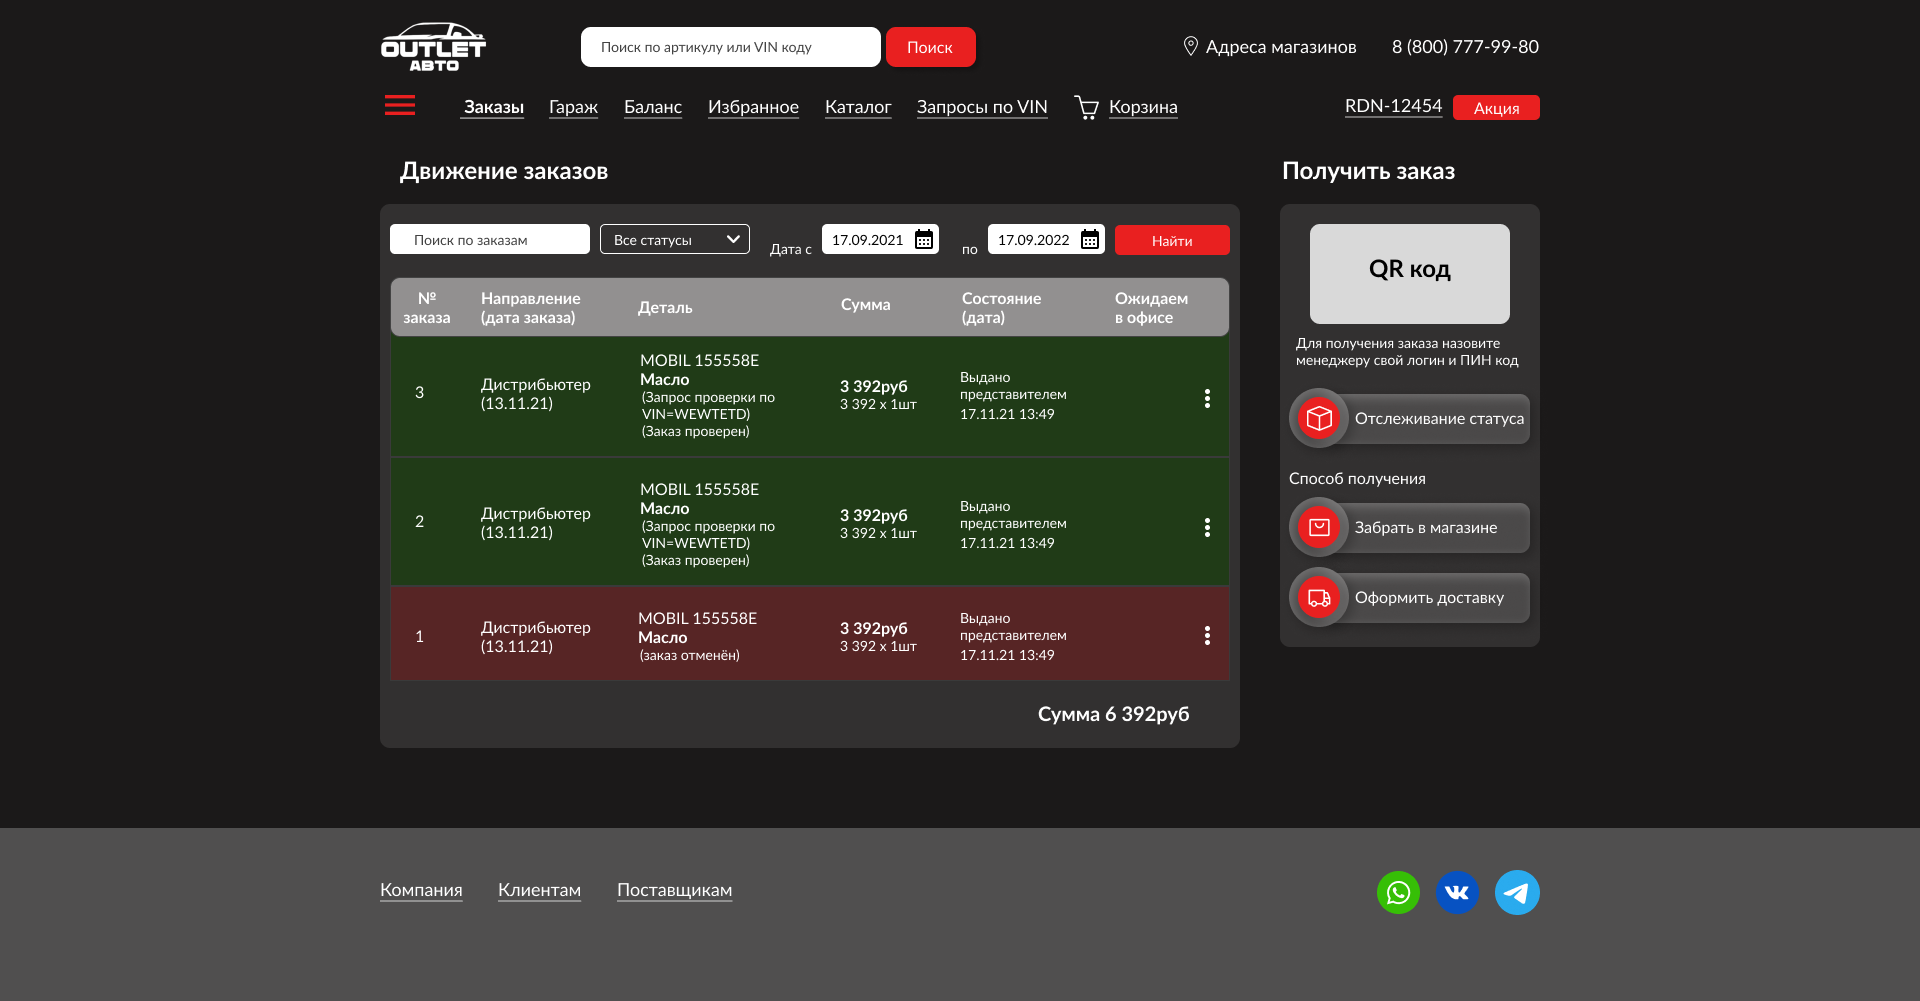 OUTLET
АВТО
Поиск по артикулу или VIN коду
Поиск
Адреса магазинов
8 (800) 777-99-80
Заказы
Гараж
Баланс
Избранное
Каталог
Запросы по VIN
Корзина
RDN-12454
Акция
Движение заказов
Поиск по заказам
Все статусы
Дата с
17.09.2021
по
17.09.2022
Найти
№
заказа
Направление
(дата заказа)
Деталь
Сумма
Состояние
(дата)
Ожидаем
в офисе
3
Дистрибьютер
(13.11.21)
MOBIL 155558E
Масло
(Запрос проверки по
VIN=WEWTETD)
(Заказ проверен)
3 392руб
3 392 х 1шт
Выдано
представителем
17.11.21 13:49
2
Дистрибьютер
(13.11.21)
MOBIL 155558E
Масло
(Запрос проверки по
VIN=WEWTETD)
(Заказ проверен)
3 392руб
3 392 х 1шт
Выдано
представителем
17.11.21 13:49
1
Дистрибьютер
(13.11.21)
MOBIL 155558E
Масло
(заказ отменён)
3 392руб
3 392 х 1шт
Выдано
представителем
17.11.21 13:49
Сумма 6 392руб
Получить заказ
QR код
Для получения заказа назовите
менеджеру свой логин и ПИН код
Отслеживание статуса
Способ получения
Забрать в магазине
Оформить доставку
Компания
Клиентам
Поставщикам